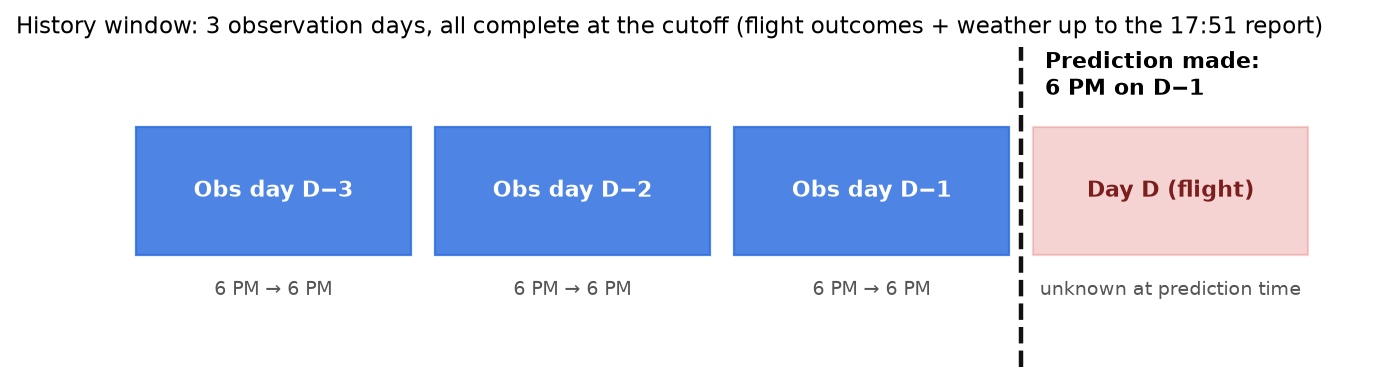 History window: 3 observation days, all complete at the cutoff (flight outcomes + weather up to the 17:51 report)
Prediction made:
6 PM on D−1
Obs day D−3
Obs day D−2
Obs day D−1
Day D (flight)
6 PM → 6 PM
6 PM → 6 PM
6 PM → 6 PM
unknown at prediction time